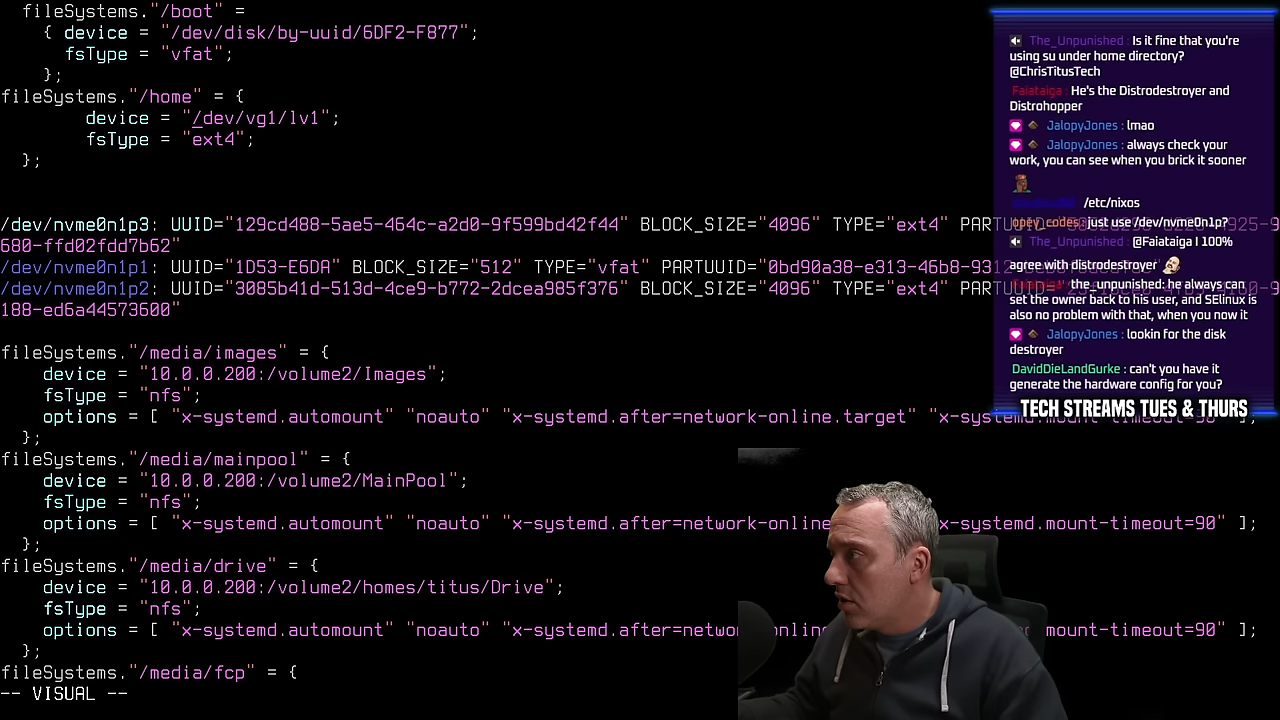 fileSystems."/boot" =
{ device = "/dev/disk/by-uuid/6DF2-F877";
fsType = "vfat";
};
fileSystems."/home" = {
device = "/dev/vg1/lv1";
fsType = "ext4";
};
/dev/nvme0n1p3: UUID="129cd488-5ae5-464c-a2d0-9f599bd42f44" BLOCK_SIZE="4096" TYPE="ext4"
680-ffd02fdd7b62"
/dev/nvme0n1p1: UUID="1D53-E6DA" BLOCK_SIZE="512" TYPE="vfat"
/dev/nvme0n1p2: UUID="3085b41d-513d-4ce9-b772-2dcea985f376" BLOCK_SIZE="4096" TYPE="ext4"
188-ed6a44573600"
fileSystems."/media/images" = {
device = "10.0.0.200:/volume2/Images";
fsType = "nfs";
options = [ "x-systemd.automount" "noauto" "x-systemd.after=network-online.target"
};
fileSystems."/media/mainpool" = {
device = "10.0.0.200:/volume2/MainPool";
fsType = "nfs";
options = [ "x-systemd.automount" "noauto" "x-systemd.after=network-online x-systemd.mount-timeout=90" ];
};
fileSystems."/media/drive" = {
device = "10.0.0.200:/volume2/homes/titus/Drive";
fsType = "nfs";
options = [ "x-systemd.automount" "noauto" "x-systemd.after=network-online mount-timeout=90" ];
};
fileSystems."/media/fcp" = {
-- VISUAL --
The_Unpunished : Is it fine that you're
using su under home directory?
@ChrisTitusTech
Faiataiga : He's the Distrodestroyer and
Distrohopper
JalopyJones : lmao
JalopyJones : always check your
work, you can see when you brick it sooner
/etc/nixos
just use /dev/nvme0n1p?
The_Unpunished : @Faiataiga I 100%
agree with distrodestroyer
the_unpunished: he always can
set the owner back to his user, and SElinux is
also no problem with that, when you now it
JalopyJones : lookin for the disk
destroyer
DavidDieLandGurke : can't you have it
generate the hardware config for you?
TECH STREAMS TUES & THURS